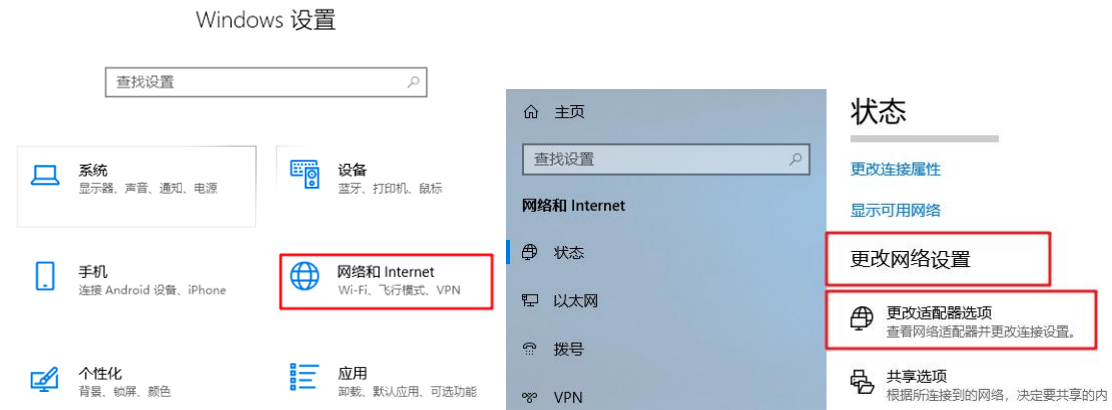 Windows 设置
查找设置
系统
显示器、声音、通知、电源
设备
蓝牙、打印机、鼠标
手机
连接 Android 设备、iPhone
网络和 Internet
Wi-Fi、飞行模式、VPN
个性化
背景、锁屏、颜色
应用
卸载、默认应用、可选功能
主页
查找设置
网络和 Internet
状态
以太网
拨号
VPN
状态
更改连接属性
显示可用网络
更改网络设置
更改适配器选项
查看网络适配器并更改连接设置。
共享选项
根据所连接到的网络，决定要共享的内